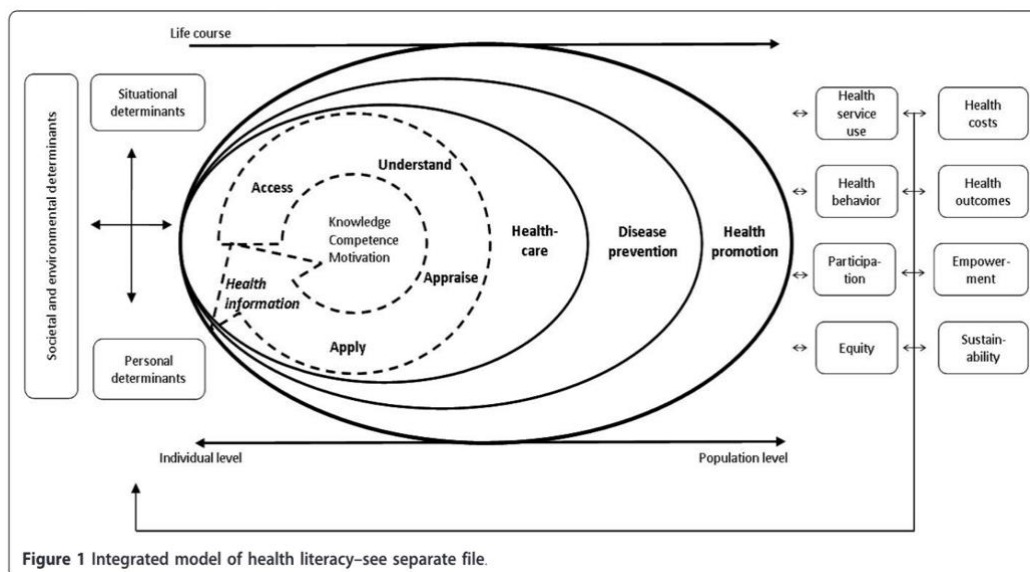 Life course
Societal and environmental determinants
Situational
determinants
Personal
determinants
Access
Understand
Knowledge
Competence
Motivation
Health
information
Appraise
Apply
Health-
care
Disease
prevention
Health
promotion
Health
service
use
Health
costs
Health
behavior
Health
outcomes
Participa-
tion
Empower-
ment
Equity
Sustain-
ability
Individual level
Population level
Figure 1 Integrated model of health literacy–see separate file.